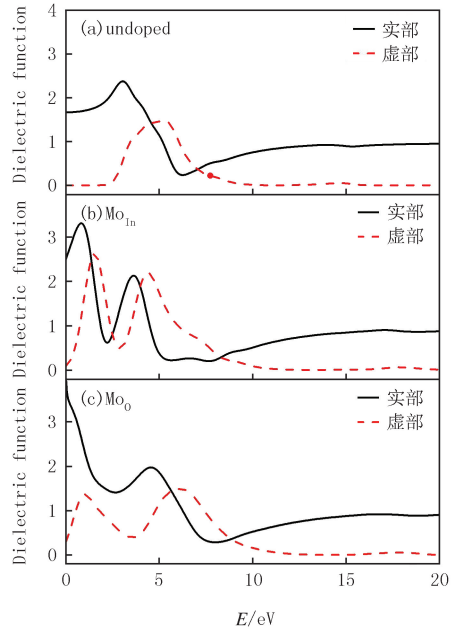 Dielectric function
4
3
2
1
0
(a)undoped
实部
虚部
Dielectric function
3
2
1
0
(b)Mo_In
实部
虚部
Dielectric function
3
2
1
0
(c)Mo_O
实部
虚部
0 5 10 15 20
E/eV